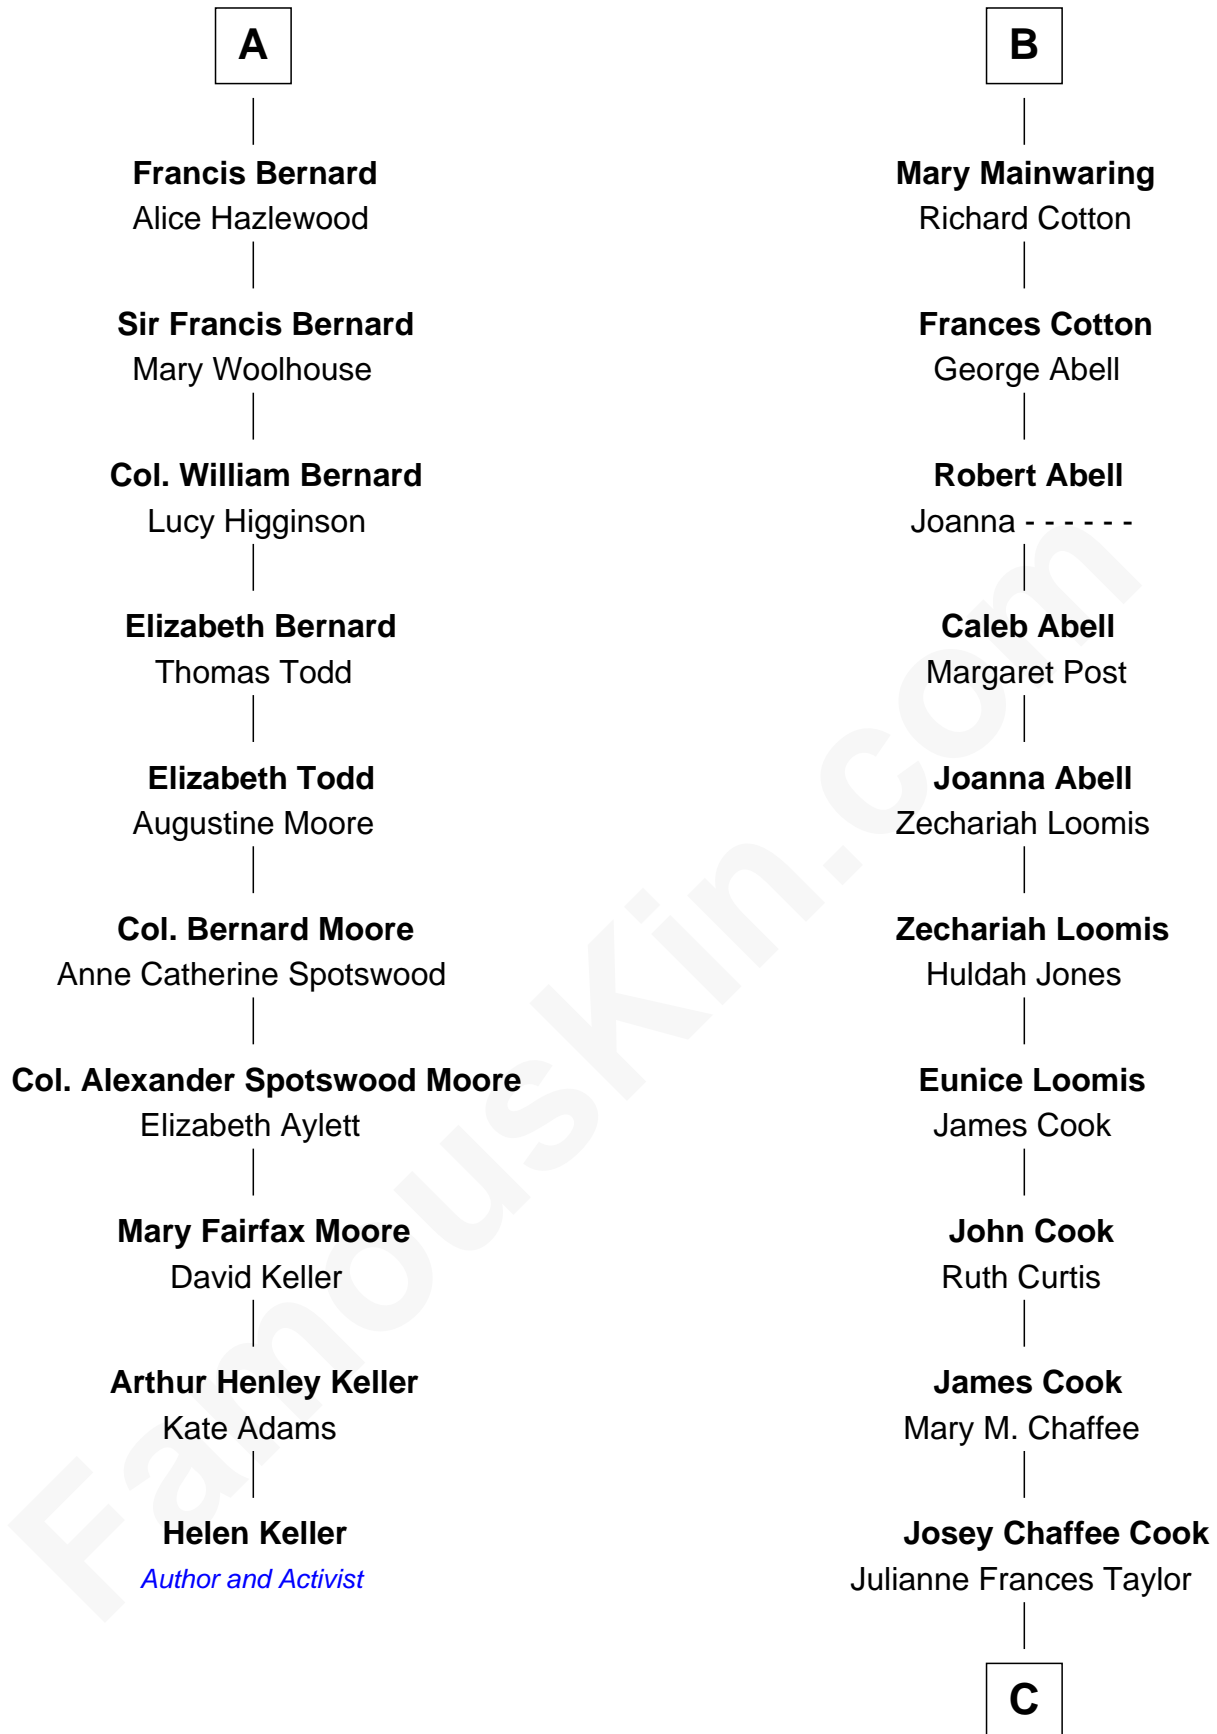 A
Francis Bernard
Alice Hazlewood
Sir Francis Bernard
Mary Woolhouse
Col. William Bernard
Lucy Higginson
Elizabeth Bernard
Thomas Todd
Elizabeth Todd
Augustine Moore
Col. Bernard Moore
Anne Catherine Spotswood
Col. Alexander Spotswood Moore
Elizabeth Aylett
Mary Fairfax Moore
David Keller
Arthur Henley Keller
Kate Adams
Helen Keller
Author and Activist
B
Mary Mainwaring
Richard Cotton
Frances Cotton
George Abell
Robert Abell
Joanna - - - - - -
Caleb Abell
Margaret Post
Joanna Abell
Zechariah Loomis
Zechariah Loomis
Huldah Jones
Eunice Loomis
James Cook
John Cook
Ruth Curtis
James Cook
Mary M. Chaffee
Josey Chaffee Cook
Julianne Frances Taylor
C
FamousKin.com